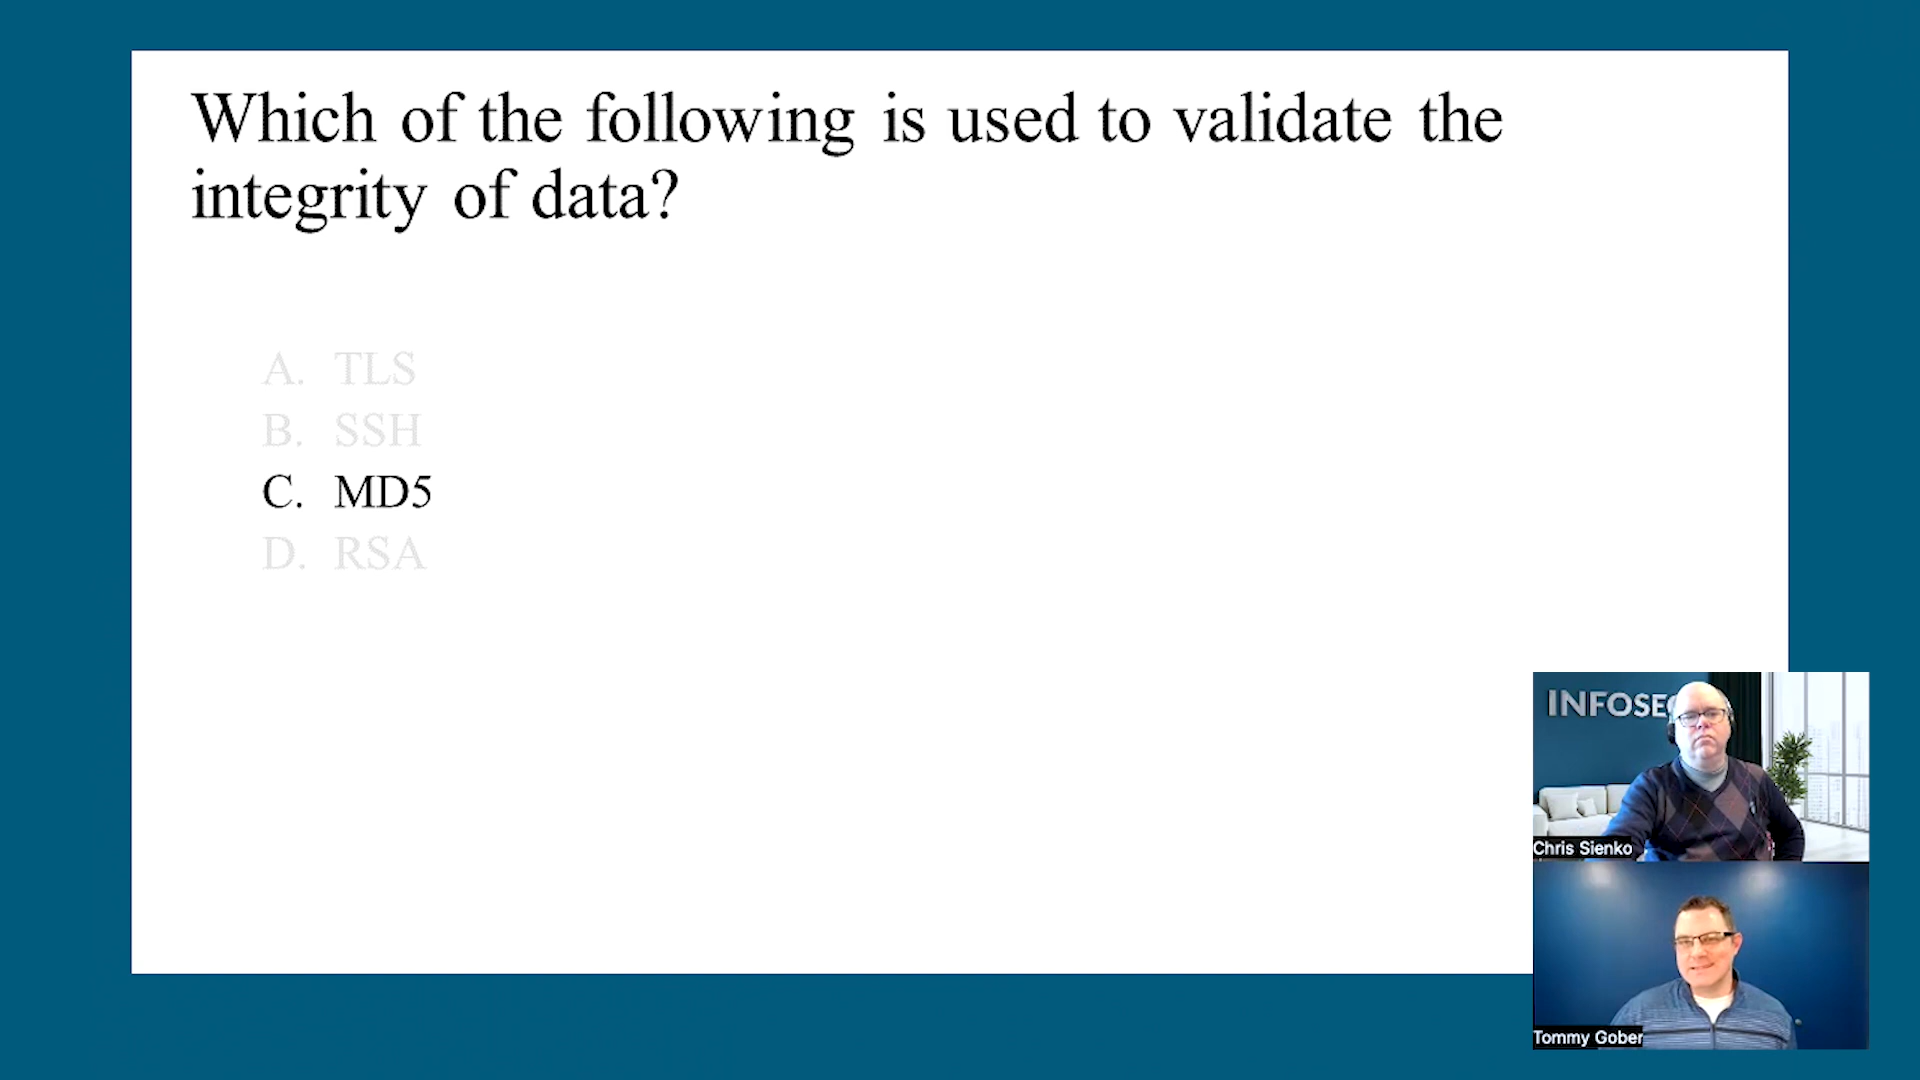 Which of the following is used to validate the
integrity of data?
A. TLS
B. SSH
C. MD5
D. RSA
INFOSEC
Chris Sienko
Tommy Gober